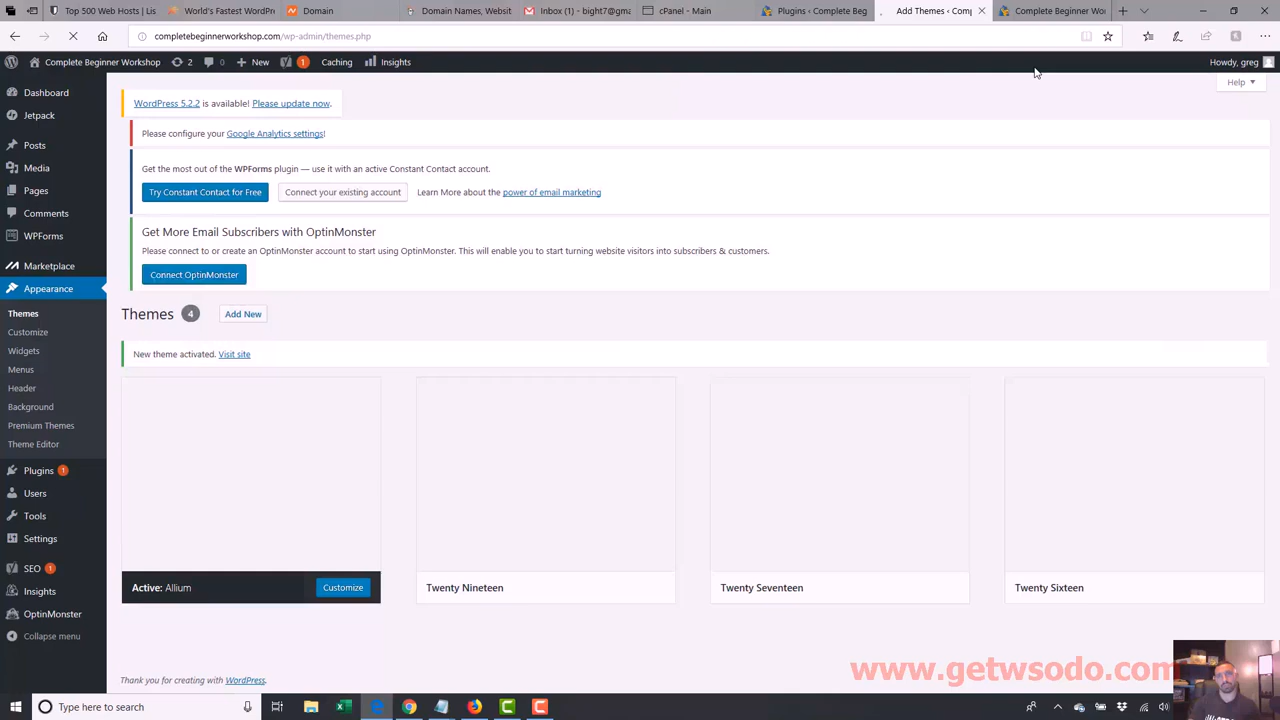 Top 500 Web Hosts | Lis
World's Fastest WordPr
Domain
Domain Names, Websit
Inbox (1) - bight7@gma
cPanel - Main
Plugins ‹ Complete Beg
Add Themes ‹ Comp
Complete Beginner Wor
completebeginnerworkshop.com/wp-admin/themes.php
Complete Beginner Workshop
2
0
New
1
Caching
Insights
Howdy, greg
Help
Dashboard
Jetpack
Posts
Media
Pages
Comments
WPForms
Marketplace
Appearance
Themes
Customize
Widgets
Menus
Header
Background
Premium Themes
Theme Editor
Plugins 1
Users
Tools
Settings
SEO 1
Insights
OptinMonster
Collapse menu
WordPress 5.2.2 is available! Please update now.
Please configure your Google Analytics settings!
Get the most out of the WPForms plugin — use it with an active Constant Contact account.
Try Constant Contact for Free
Connect your existing account
Learn More about the power of email marketing
Get More Email Subscribers with OptinMonster
Please connect to or create an OptinMonster account to start using OptinMonster. This will enable you to start turning website visitors into subscribers & customers.
Connect OptinMonster
Themes 4 Add New
New theme activated. Visit site
Active: Allium
Customize
Twenty Nineteen
Twenty Seventeen
Twenty Sixteen
Thank you for creating with WordPress.
www.getwsodo.com
Type here to search